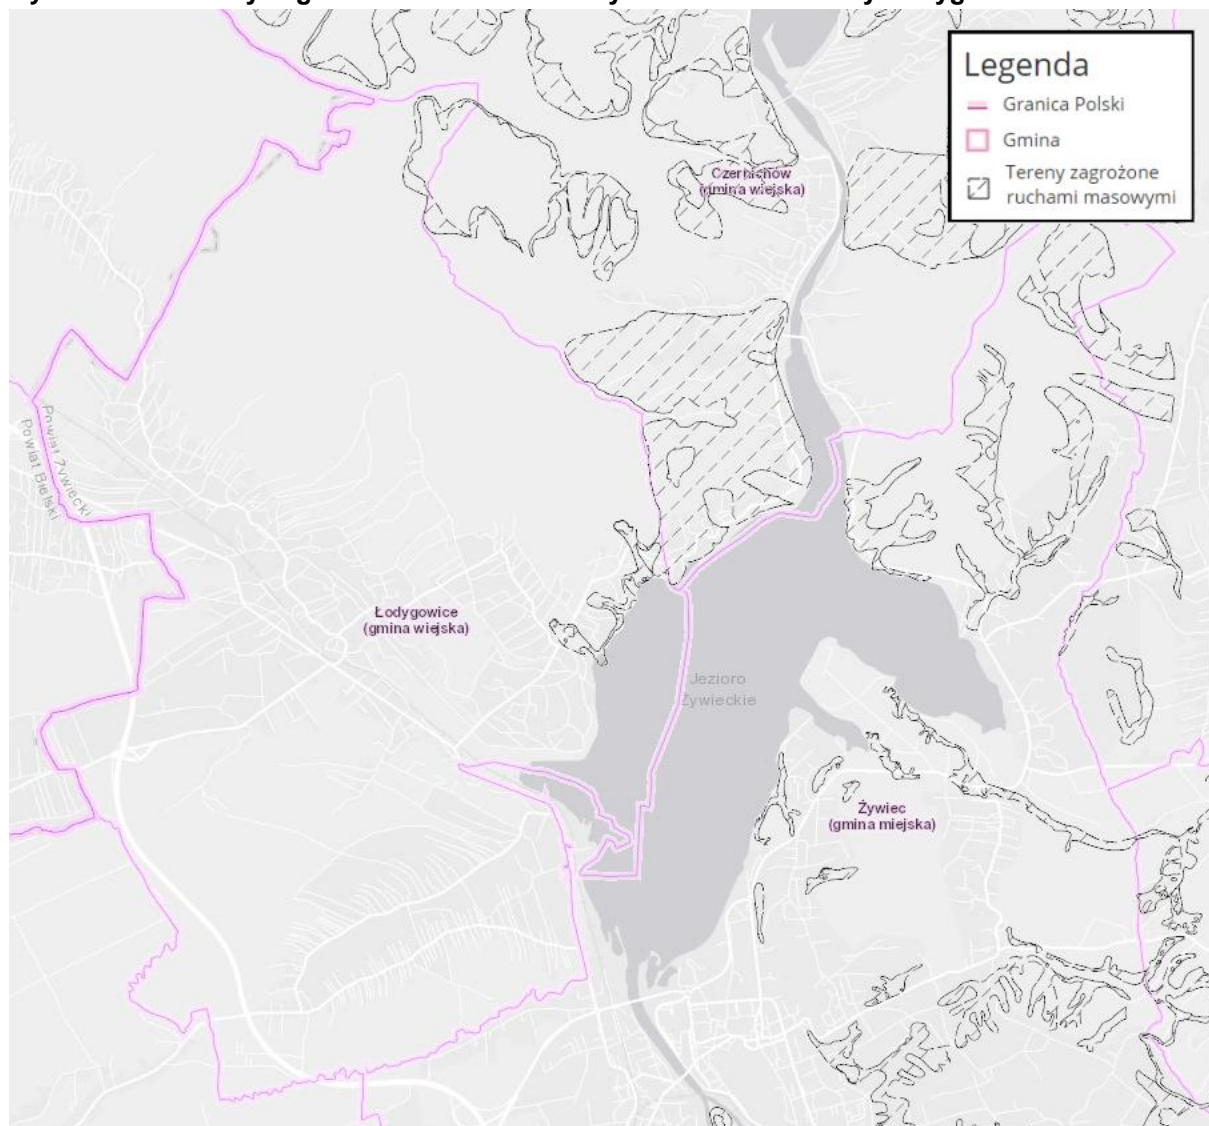 Legenda
Granica Polski
Gmina
Tereny zagrożone
ruchami masowymi
Czernichów
(gmina wiejska)
Powiat Żywiecki
Powiat Bielski
Łodygowice
(gmina wiejska)
Jezioro
Żywieckie
Żywiec
(gmina miejska)